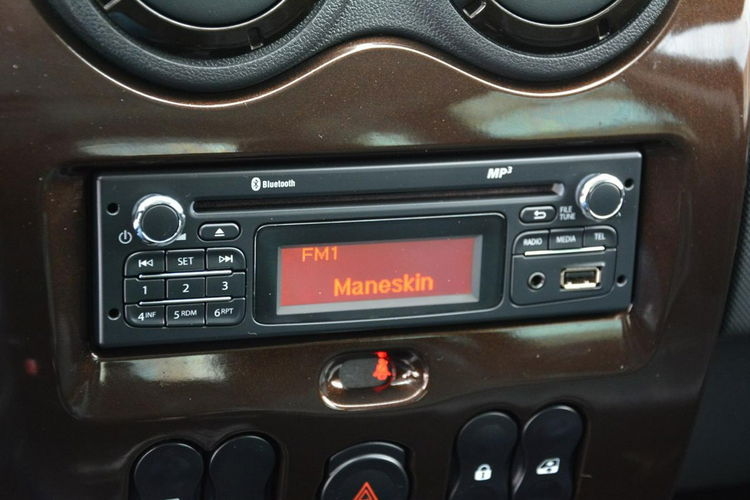 Bluetooth
MP3
FILE
TUNE
SET
1 2 3
4 INF 5 RDM 6 RPT
FM1
Maneskin
RADIO MEDIA TEL